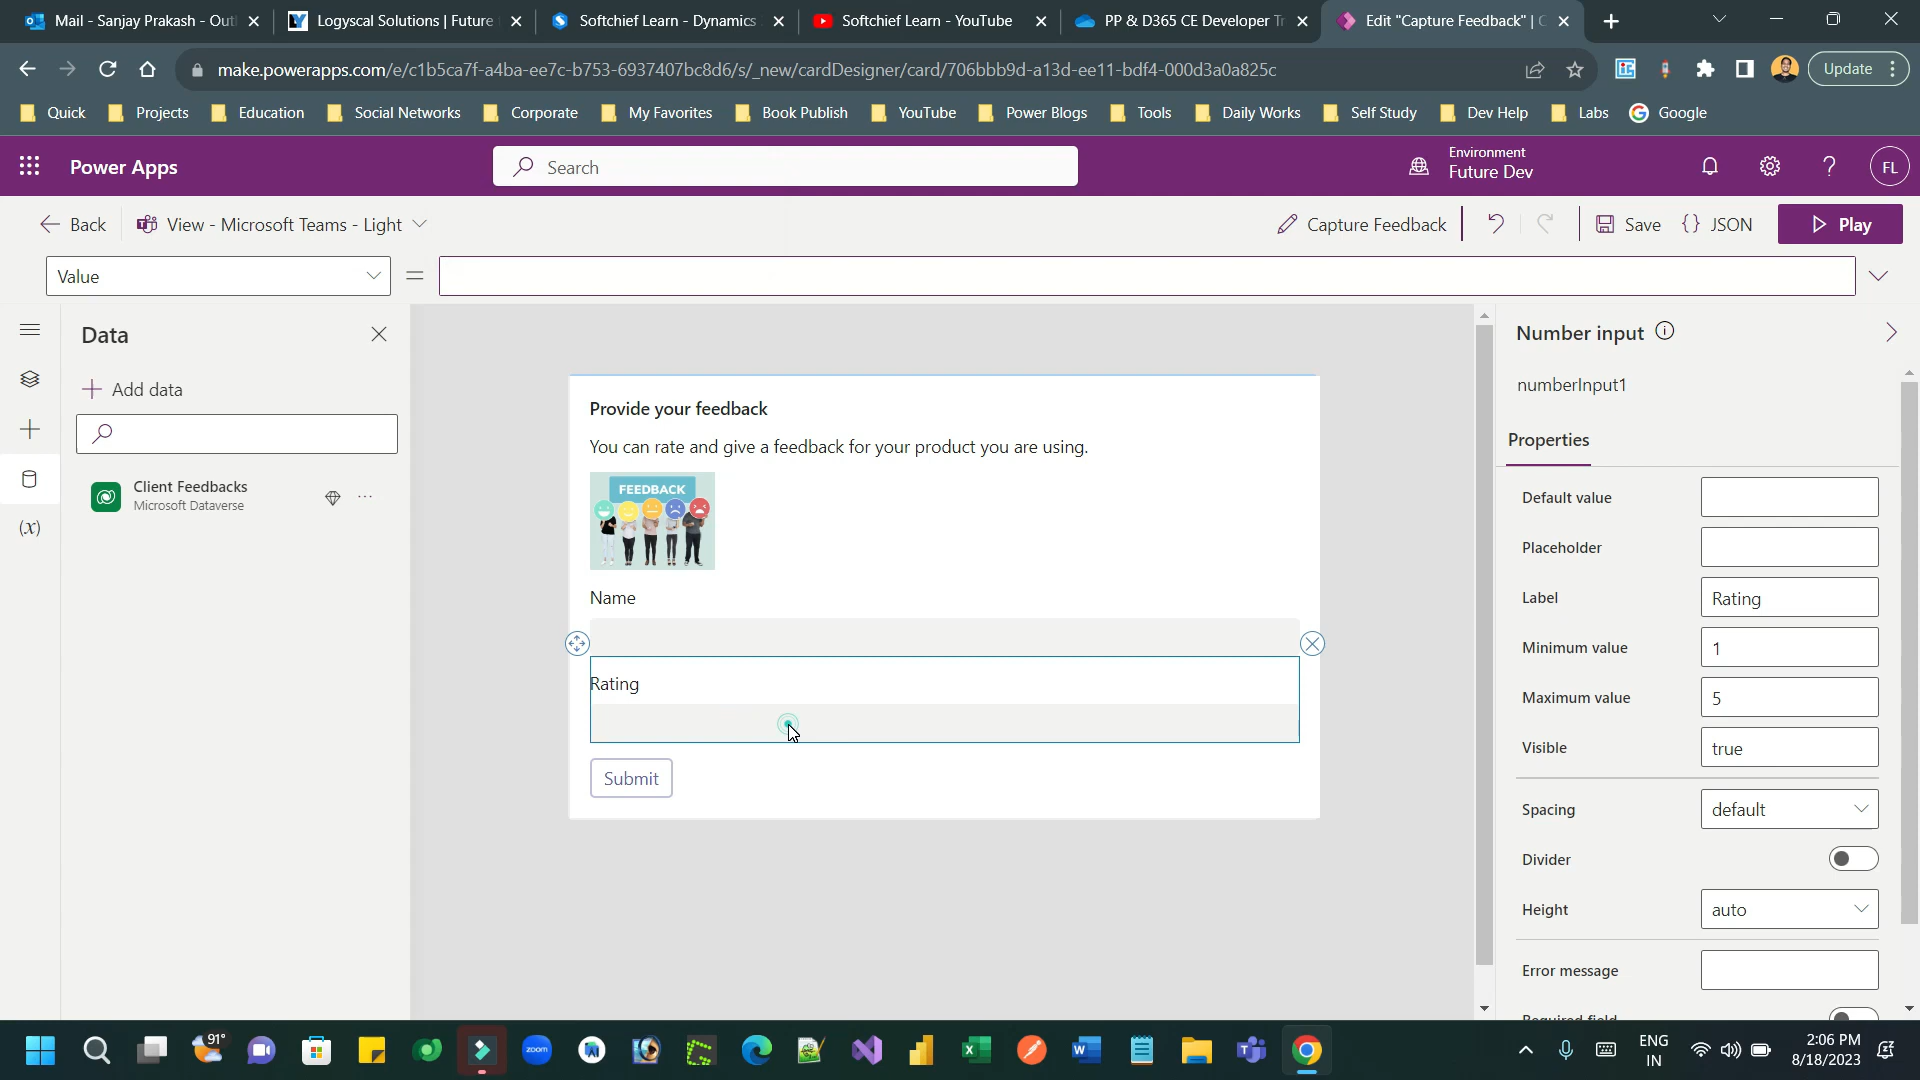 Mail - Sanjay Prakash - Out
Logyscal Solutions | Future
Softchief Learn - Dynamics
Softchief Learn - YouTube
PP & D365 CE Developer Tr
Edit "Capture Feedback" | C
make.powerapps.com/e/c1b5ca7f-a4ba-ee7c-b753-6937407bc8d6/s/_new/cardDesigner/card/706bbb9d-a13d-ee11-bdf4-000d3a0a825c
Update
Quick
Projects
Education
Social Networks
Corporate
My Favorites
Book Publish
YouTube
Power Blogs
Tools
Daily Works
Self Study
Dev Help
Labs
Google
Power Apps
Search
Environment
Future Dev
FL
Back
View - Microsoft Teams - Light
Capture Feedback
Save
{} JSON
Play
Value
=
Data
Add data
Client Feedbacks
Microsoft Dataverse
(x)
Provide your feedback
You can rate and give a feedback for your product you are using.
FEEDBACK
Name
Rating
Submit
Number input
numberInput1
Properties
Default value
Placeholder
Label
Rating
Minimum value
1
Maximum value
5
Visible
true
Spacing
default
Divider
Height
auto
Error message
Required field
91°
zoom
ENG
IN
2:06 PM
8/18/2023